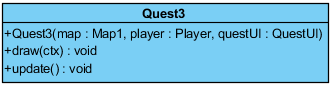 Quest3
+Quest3(map : Map1, player : Player, questUI : QuestUI)
+draw(ctx) : void
+update() : void